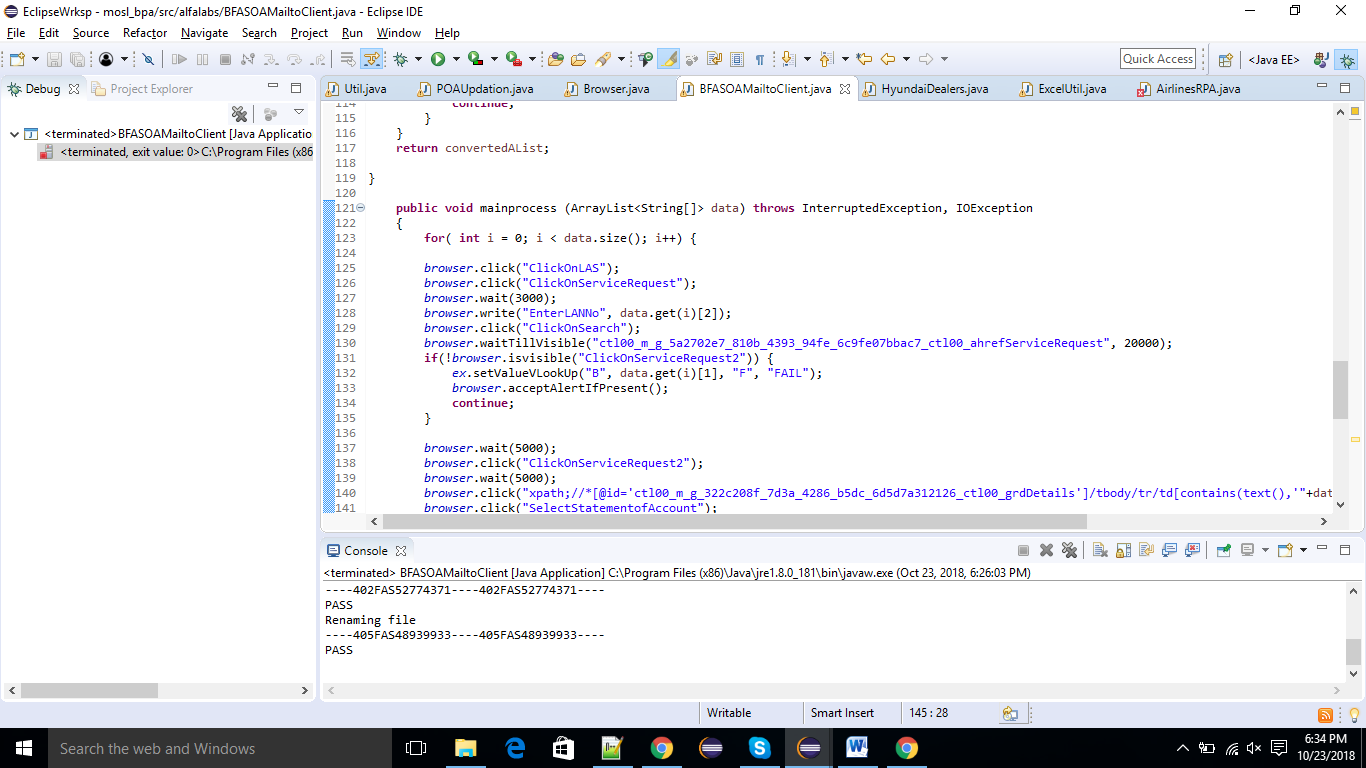 EclipseWrksp - mosl_bpa/src/alfalabs/BFASOAMailtoClient.java - Eclipse IDE
File Edit Source Refactor Navigate Search Project Run Window Help
Quick Access <Java EE>
Debug Project Explorer
Util.java POAUpdation.java Browser.java BFASOAMailtoClient.java HyundaiDealers.java ExcelUtil.java AirlinesRPA.java
<terminated>BFASOAMailtoClient [Java Applicatio
<terminated, exit value: 0>C:\Program Files (x86
114 continue;
115 }
116 }
117 return convertedAList;
118
119 }
120
121 public void mainprocess (ArrayList<String[]> data) throws InterruptedException, IOException
122 {
123 for( int i = 0; i < data.size(); i++) {
124
125 browser.click("ClickOnLAS");
126 browser.click("ClickOnServiceRequest");
127 browser.wait(3000);
128 browser.write("EnterLANNo", data.get(i)[2]);
129 browser.click("ClickOnSearch");
130 browser.waitTillVisible("ctl00_m_g_5a2702e7_810b_4393_94fe_6c9fe07bbac7_ctl00_ahrefServiceRequest", 20000);
131 if(!browser.isvisible("ClickOnServiceRequest2")) {
132 ex.setValueVLookUp("B", data.get(i)[1], "F", "FAIL");
133 browser.acceptAlertIfPresent();
134 continue;
135 }
136
137 browser.wait(5000);
138 browser.click("ClickOnServiceRequest2");
139 browser.wait(5000);
140 browser.click("xpath;//*[@id='ctl00_m_g_322c208f_7d3a_4286_b5dc_6d5d7a312126_ctl00_grdDetails']/tbody/tr/td[contains(text(),'"+dat
141 browser.click("SelectStatementofAccount");
Console
<terminated> BFASOAMailtoClient [Java Application] C:\Program Files (x86)\Java\jre1.8.0_181\bin\javaw.exe (Oct 23, 2018, 6:26:03 PM)
----402FAS52774371----402FAS52774371----
PASS
Renaming file
----405FAS48939933----405FAS48939933----
PASS
Writable Smart Insert 145 : 28
Search the web and Windows
6:34 PM
10/23/2018